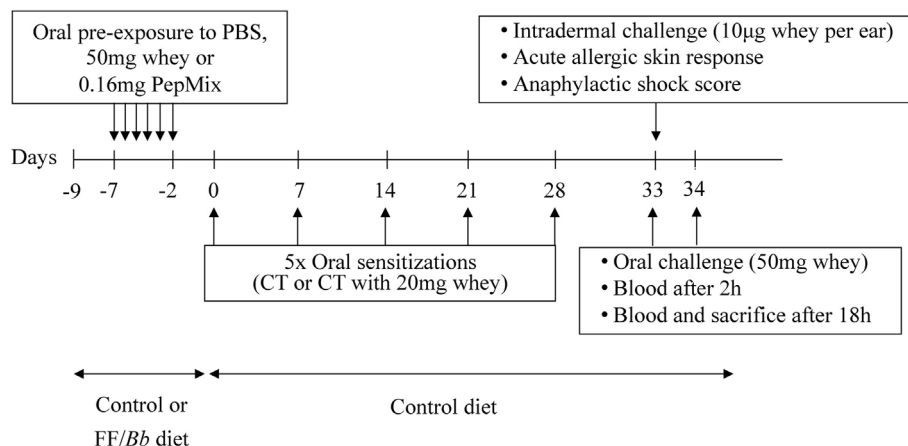 Oral pre-exposure to PBS,
50mg whey or
0.16mg PepMix
• Intradermal challenge (10µg whey per ear)
• Acute allergic skin response
• Anaphylactic shock score
Days
-9 -7 -2 0 7 14 21 28 33 34
5x Oral sensitizations
(CT or CT with 20mg whey)
• Oral challenge (50mg whey)
• Blood after 2h
• Blood and sacrifice after 18h
Control or
FF/Bb diet
Control diet